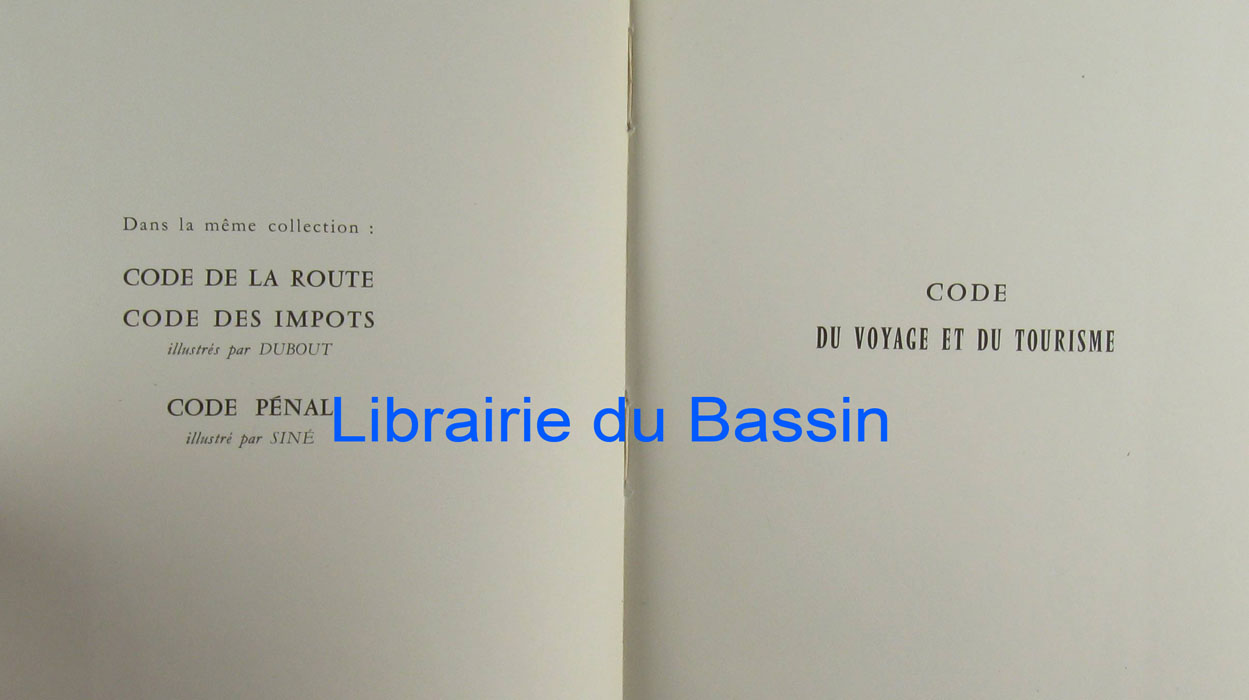 Dans la même collection :
CODE DE LA ROUTE
CODE DES IMPOTS
illustrés par DUBOUT
CODE PÉNAL
illustré par SINÉ
Librairie du Bassin
CODE
DU VOYAGE ET DU TOURISME